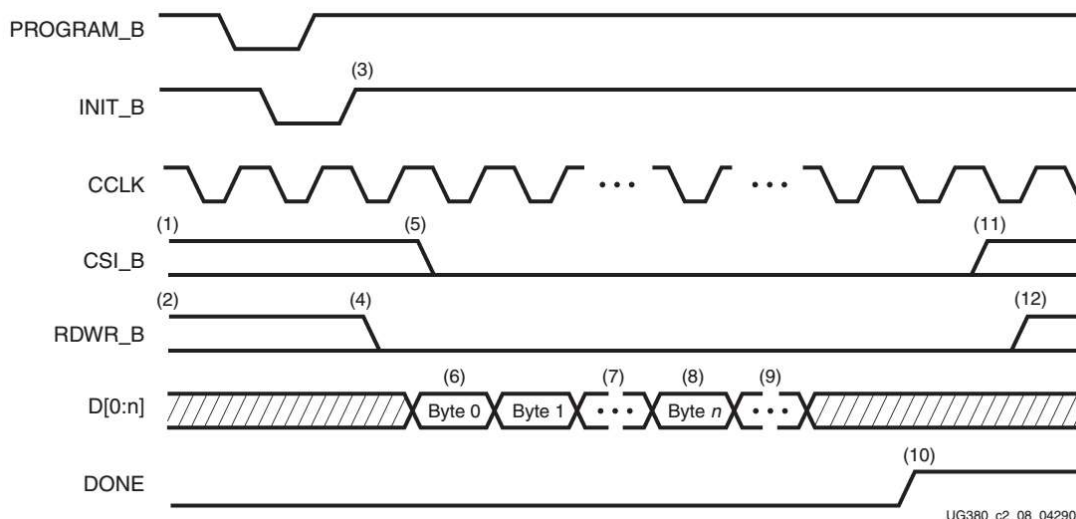 PROGRAM_B
(3)
INIT_B
CCLK
(1) (5) (11)
CSI_B
(2) (4) (12)
RDWR_B
(6) (7) (8) (9)
D[0:n] Byte 0 Byte 1 Byte n
(10)
DONE
UG380_c2_08_04290